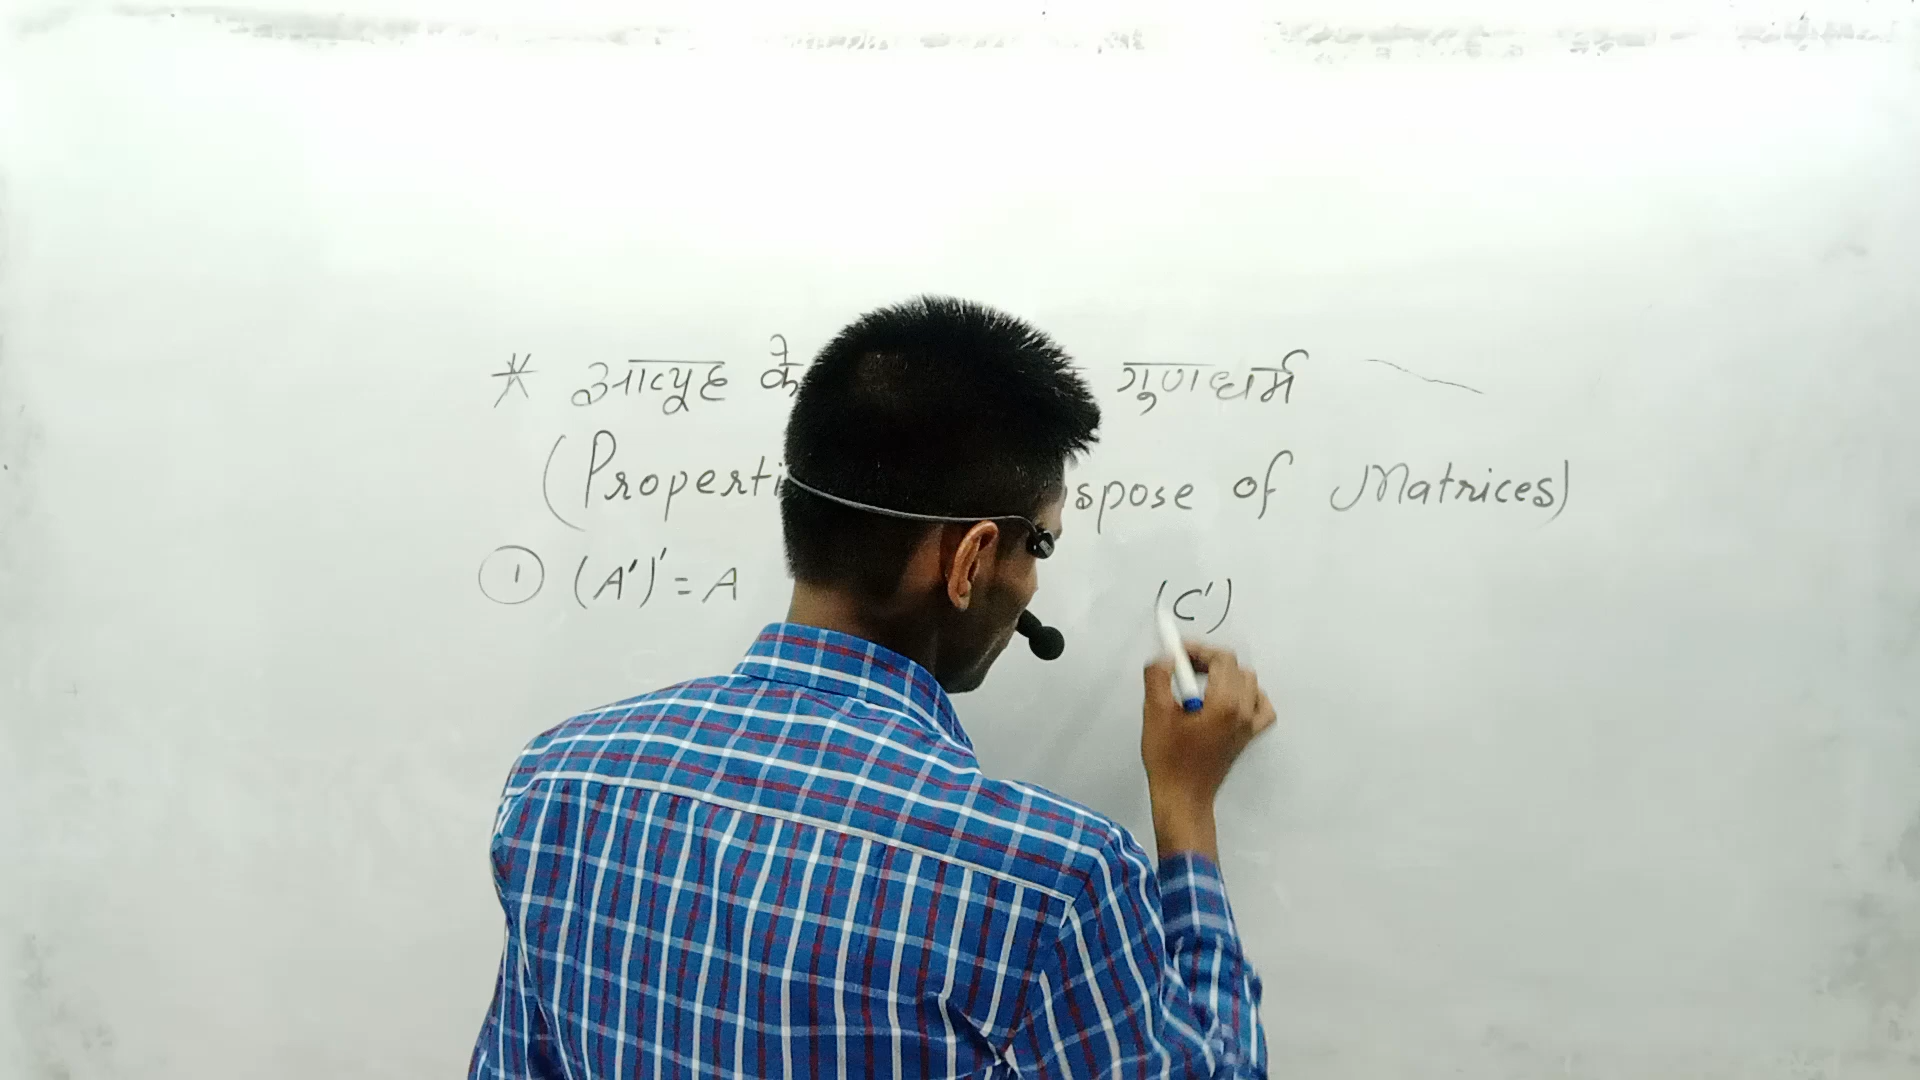 * आव्यूह के गुणधर्म
(Properti spose of Matrices)
① (A')' = A (C')